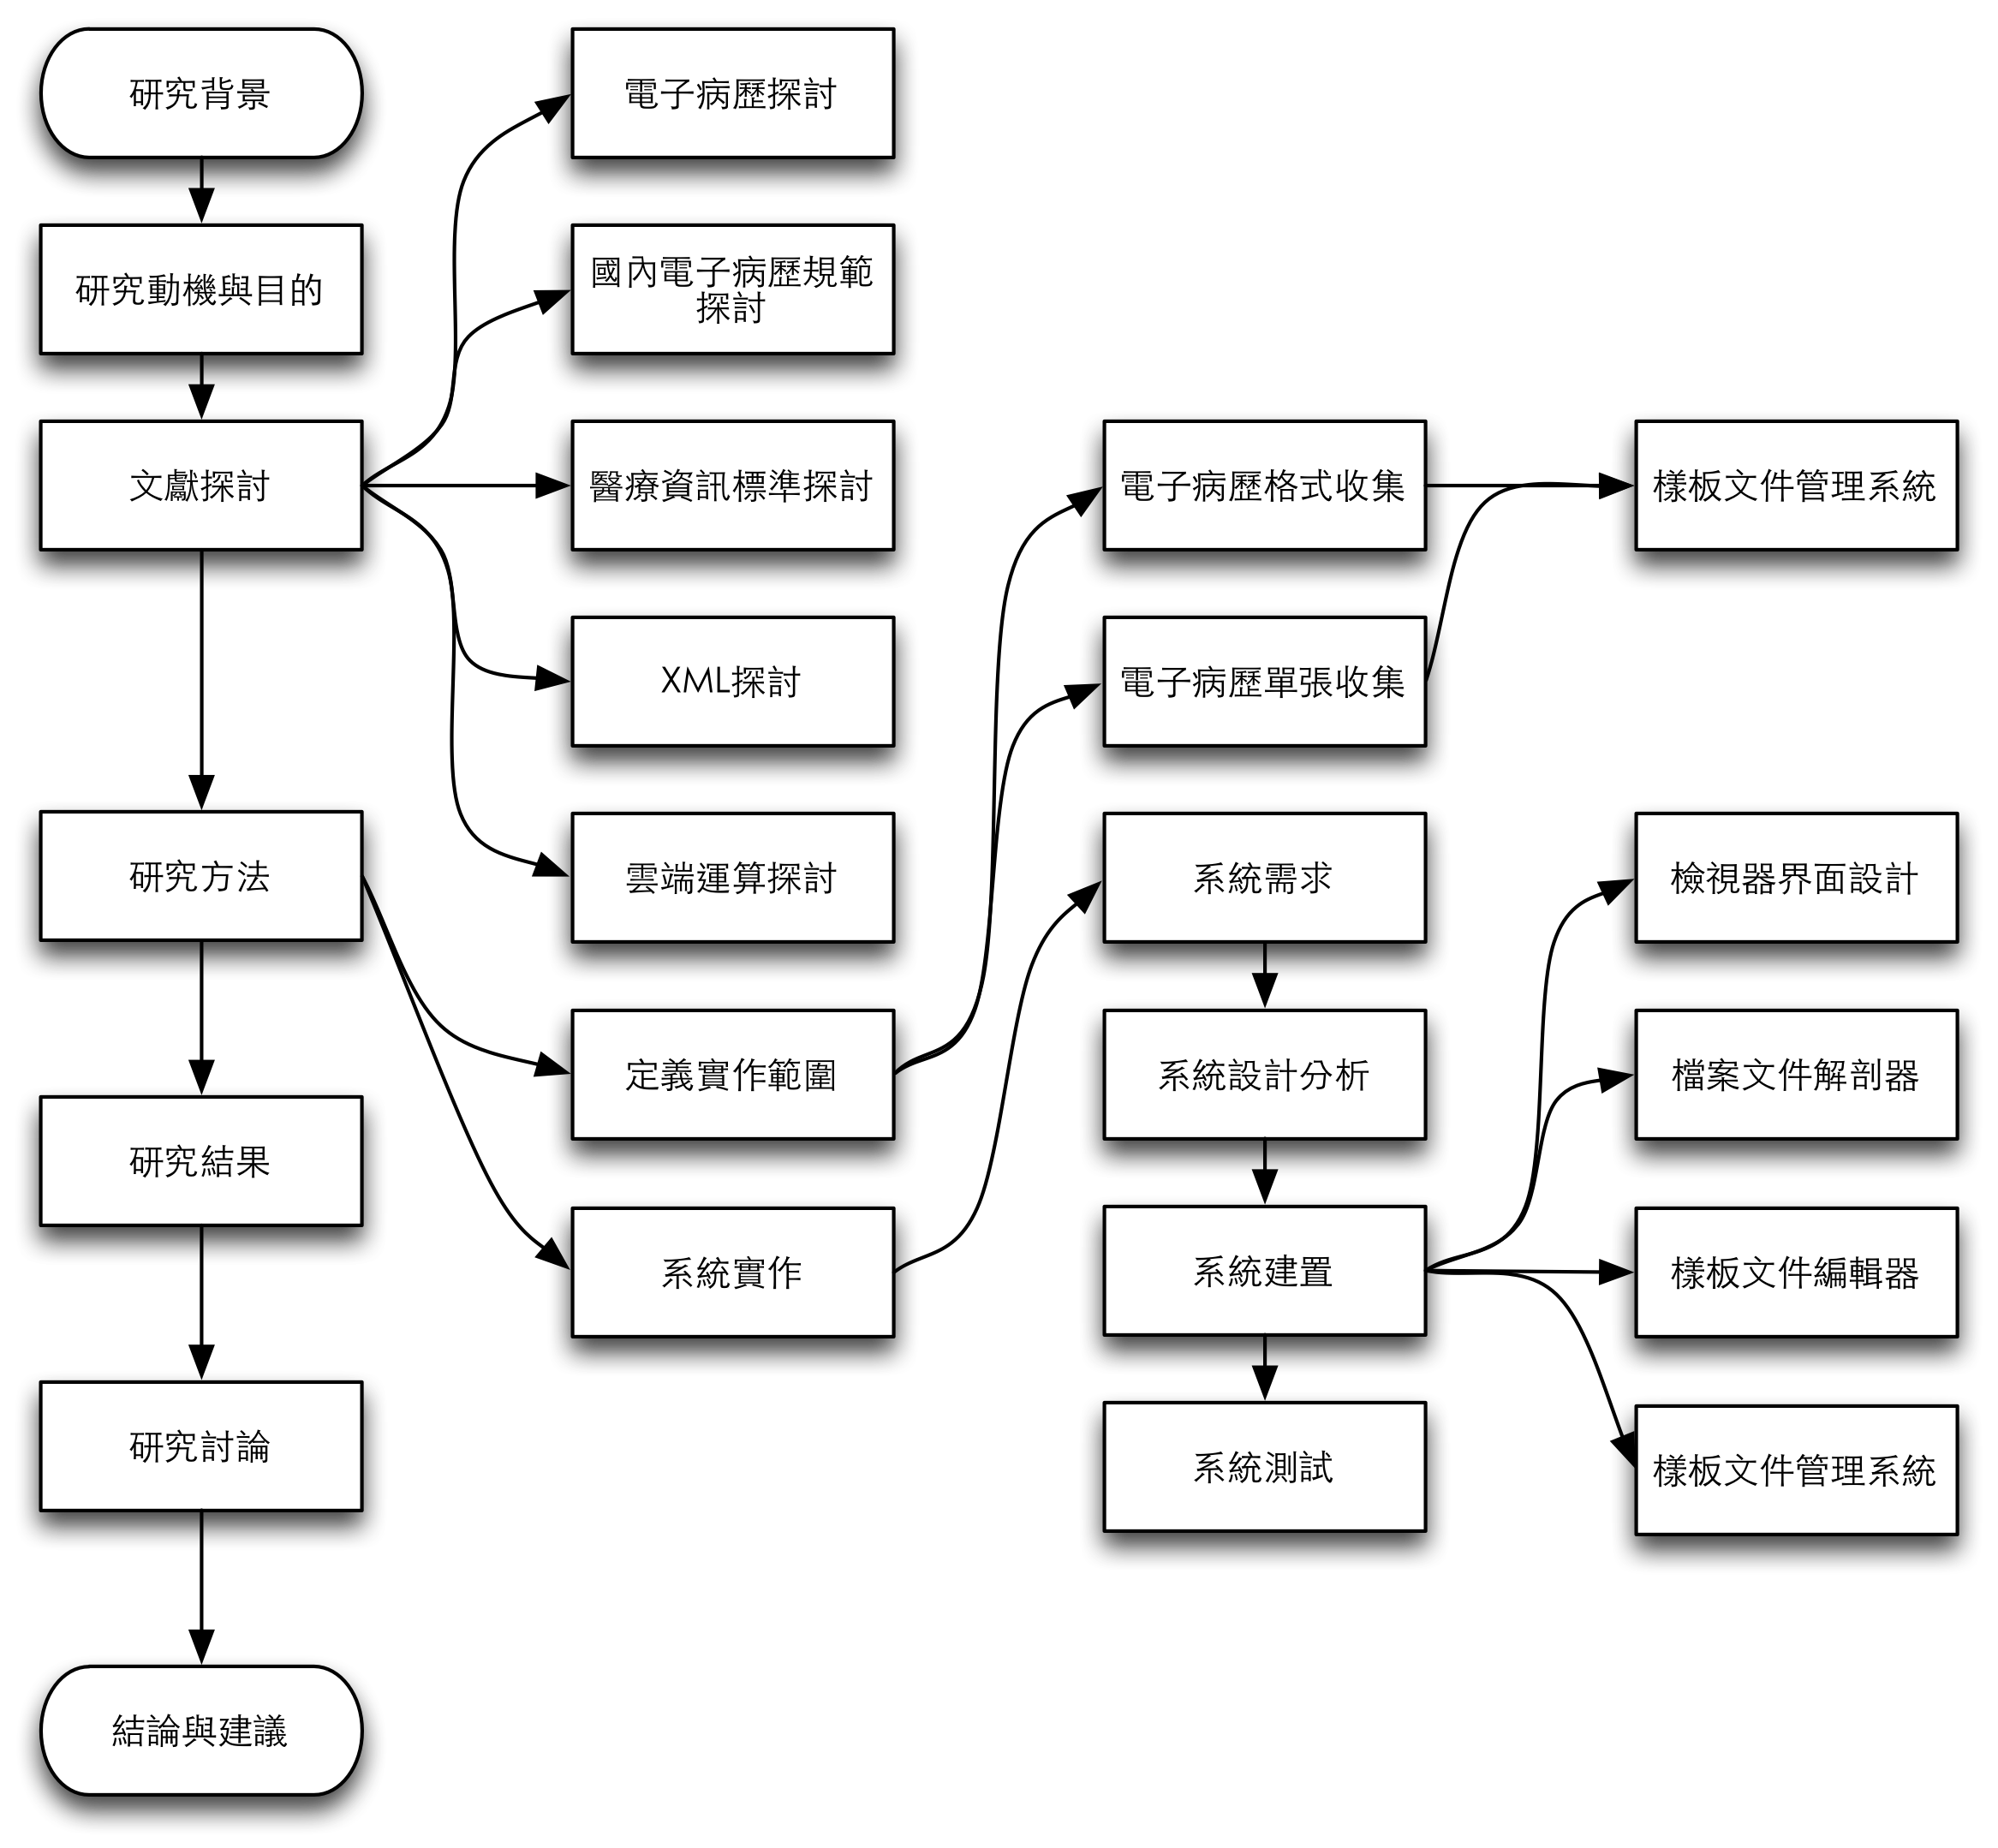 研究背景
研究動機與目的
文獻探討
研究方法
研究結果
研究討論
結論與建議
電子病歷探討
國內電子病歷規範
探討
醫療資訊標準探討
XML探討
雲端運算探討
定義實作範圍
系統實作
電子病歷格式收集
電子病歷單張收集
系統需求
系統設計分析
系統建置
系統測試
樣板文件管理系統
檢視器界面設計
檔案文件解剖器
樣板文件編輯器
樣板文件管理系統